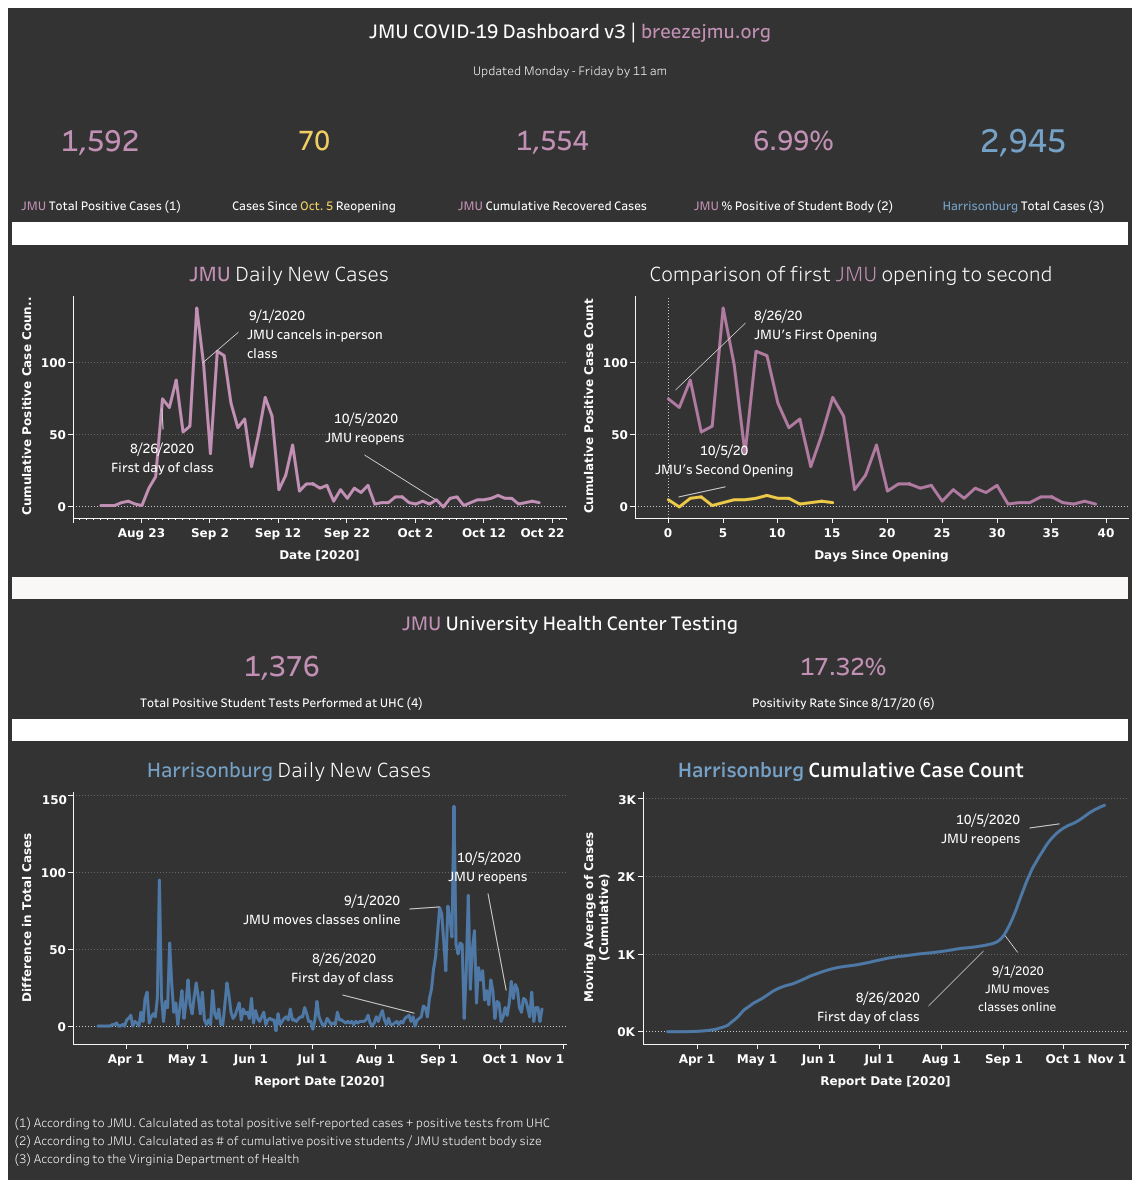 JMU COVID-19 Dashboard v3 | breezejmu.org
Updated Monday - Friday by 11 am
1,592
70
1,554
6.99%
2,945
JMU Total Positive Cases (1)
Cases Since Oct. 5 Reopening
JMU Cumulative Recovered Cases
JMU % Positive of Student Body (2)
Harrisonburg Total Cases (3)
JMU Daily New Cases
Cumulative Positive Case Coun..
100
50
0
9/1/2020
JMU cancels in-person
class
10/5/2020
JMU reopens
8/26/2020
First day of class
Aug 23
Sep 2
Sep 12
Sep 22
Oct 2
Oct 12
Oct 22
Date [2020]
Comparison of first JMU opening to second
Cumulative Positive Case Count
100
50
0
8/26/20
JMU's First Opening
10/5/20
JMU's Second Opening
0
5
10
15
20
25
30
35
40
Days Since Opening
JMU University Health Center Testing
1,376
17.32%
Total Positive Student Tests Performed at UHC (4)
Positivity Rate Since 8/17/20 (6)
Harrisonburg Daily New Cases
Difference in Total Cases
150
100
50
0
10/5/2020
JMU reopens
9/1/2020
JMU moves classes online
8/26/2020
First day of class
Apr 1
May 1
Jun 1
Jul 1
Aug 1
Sep 1
Oct 1
Nov 1
Report Date [2020]
Harrisonburg Cumulative Case Count
Moving Average of Cases
(Cumulative)
3K
2K
1K
0K
10/5/2020
JMU reopens
9/1/2020
JMU moves
classes online
8/26/2020
First day of class
Apr 1
May 1
Jun 1
Jul 1
Aug 1
Sep 1
Oct 1
Nov 1
Report Date [2020]
(1) According to JMU. Calculated as total positive self-reported cases + positive tests from UHC
(2) According to JMU. Calculated as # of cumulative positive students / JMU student body size
(3) According to the Virginia Department of Health